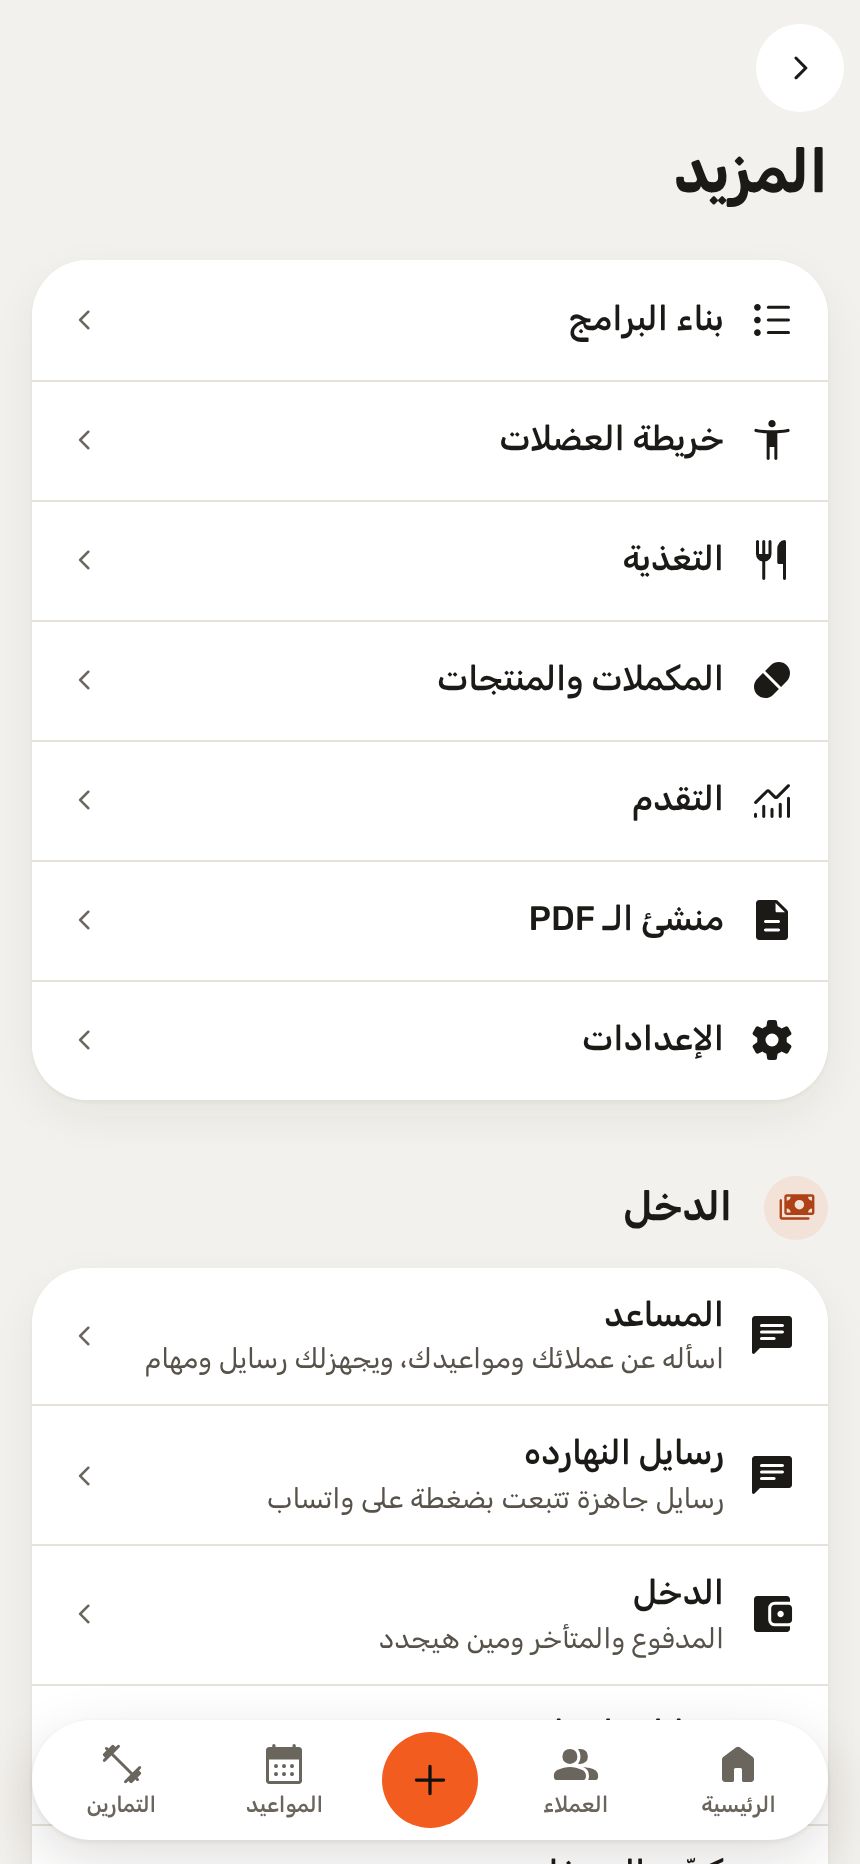 المزيد
بناء البرامج
خريطة العضلات
التغذية
المكملات والمنتجات
التقدم
منشئ الـ PDF
الإعدادات
الدخل
المساعد
اسأله عن عملائك ومواعيدك، ويجهزلك رسايل ومهام
رسايل النهارده
رسايل جاهزة تتبعت بضغطة على واتساب
الدخل
المدفوع والمتأخر ومين هيجدد
الرئيسية
العملاء
المواعيد
التمارين